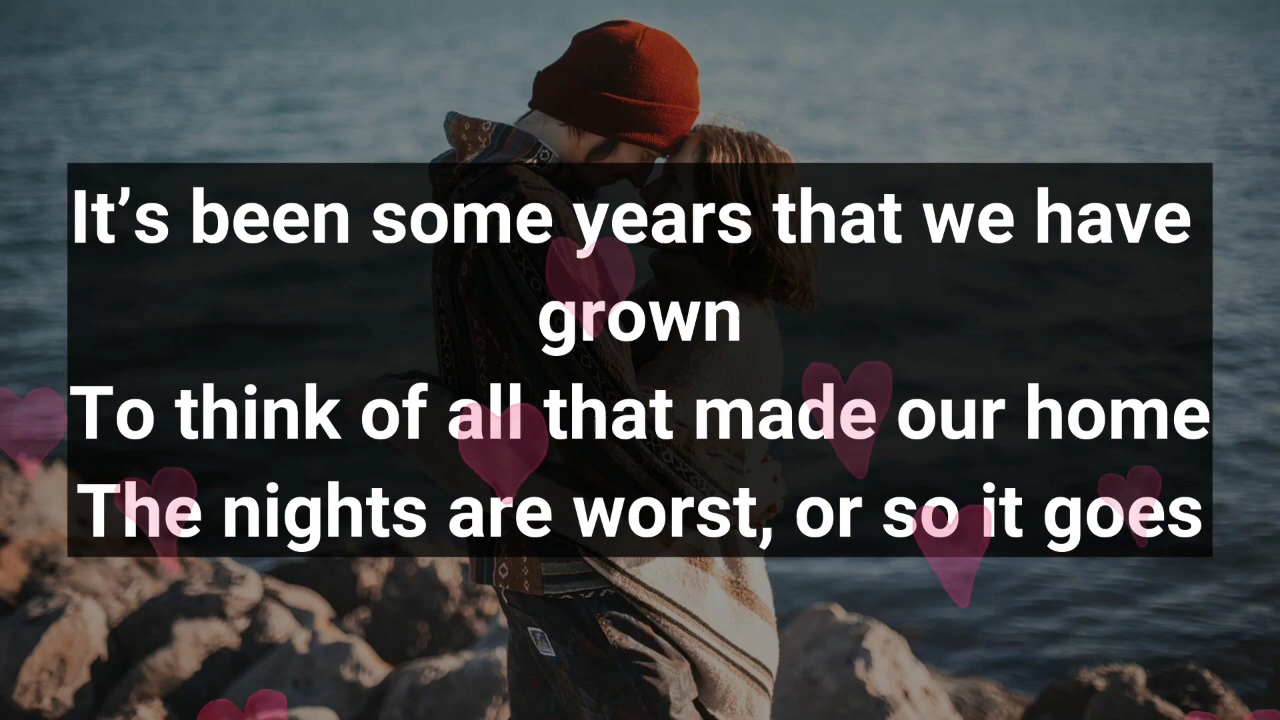 It’s been some years that we have
grown
To think of all that made our home
The nights are worst, or so it goes